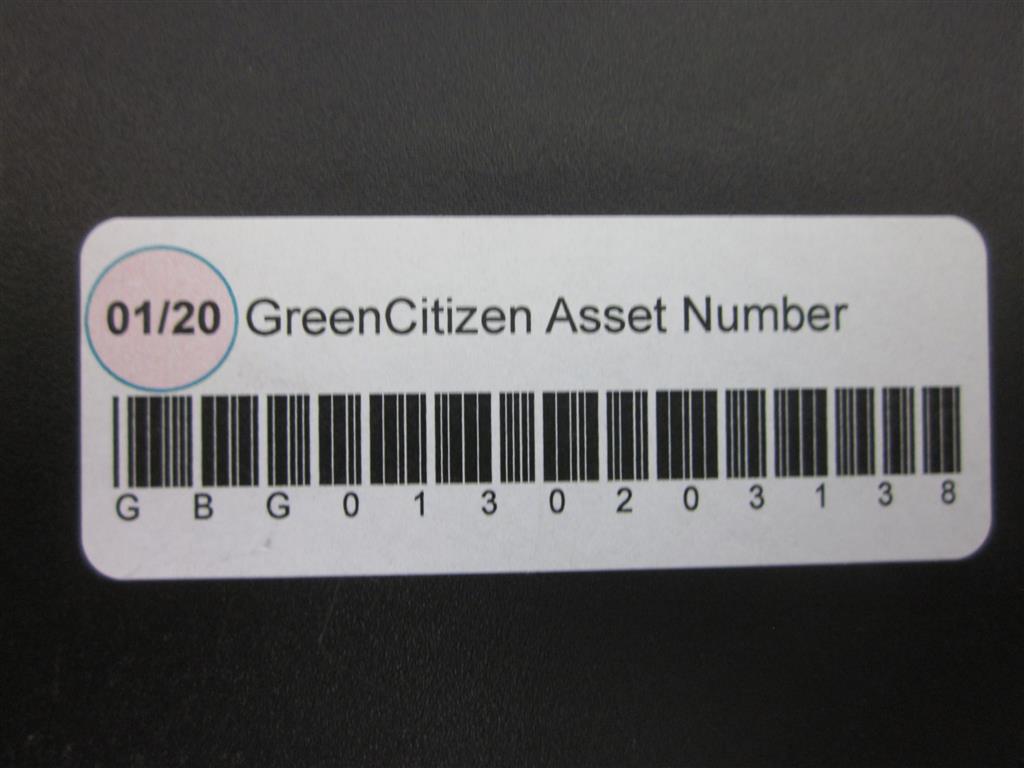 01/20 GreenCitizen Asset Number
G B G 0 1 3 0 2 0 3 1 3 8